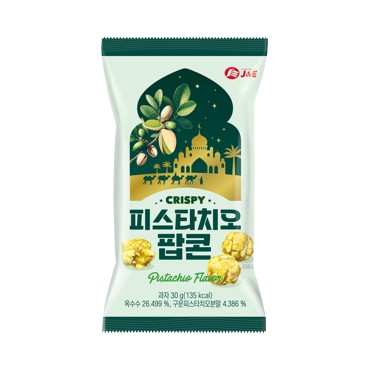 J&E
CRISPY
피스타치오
팝콘
Pistachio Flavor
과자 30 g(135 kcal)
옥수수 26.499 %, 구운피스타치오분말 4.386 %